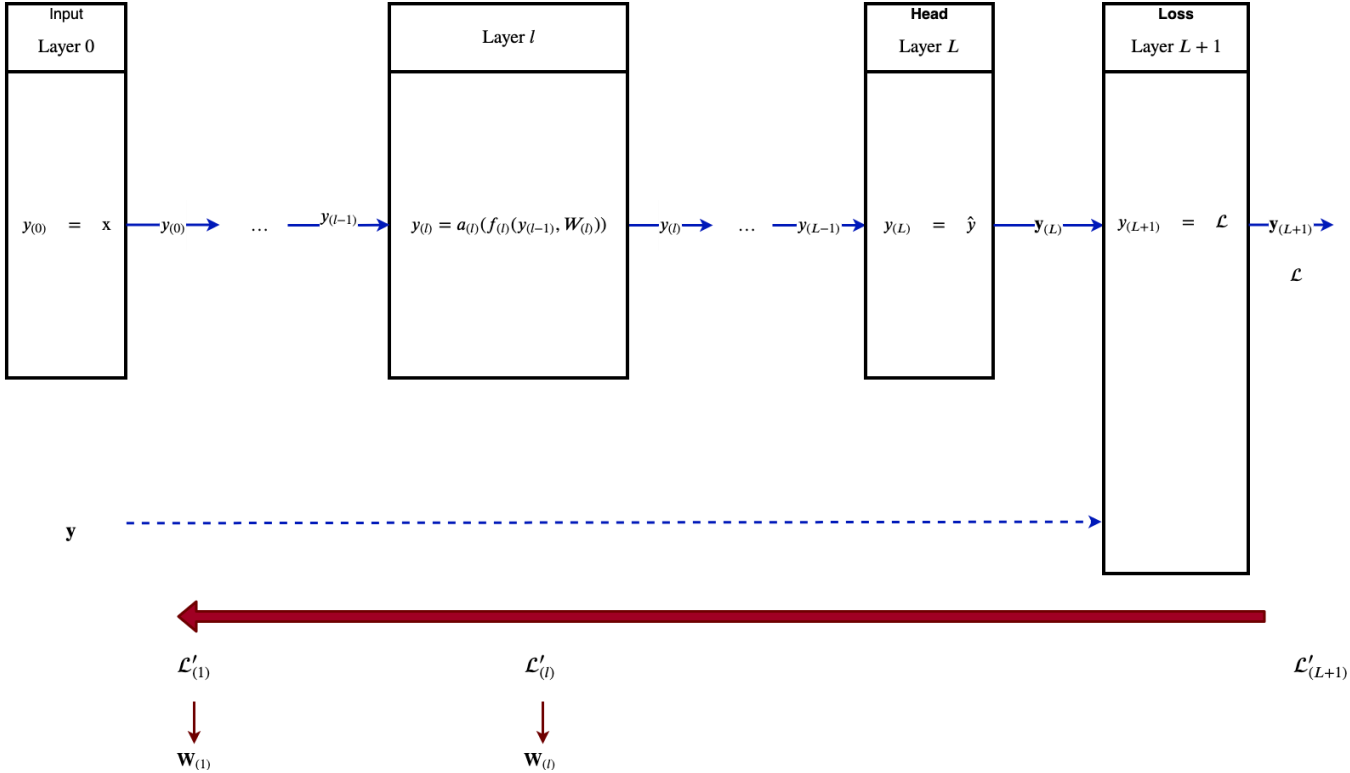 Input
Layer 0
Layer l
Head
Layer L
Loss
Layer L + 1
y(0) = x
y(0)
…
y(l−1)
y(l) = a(l)(f(l)(y(l−1), W(l)))
y(l)
…
y(L−1)
y(L) = ŷ
y(L)
y(L+1) = ℒ
y(L+1)
ℒ
y
ℒ′(1)
ℒ′(l)
ℒ′(L+1)
W(1)
W(l)